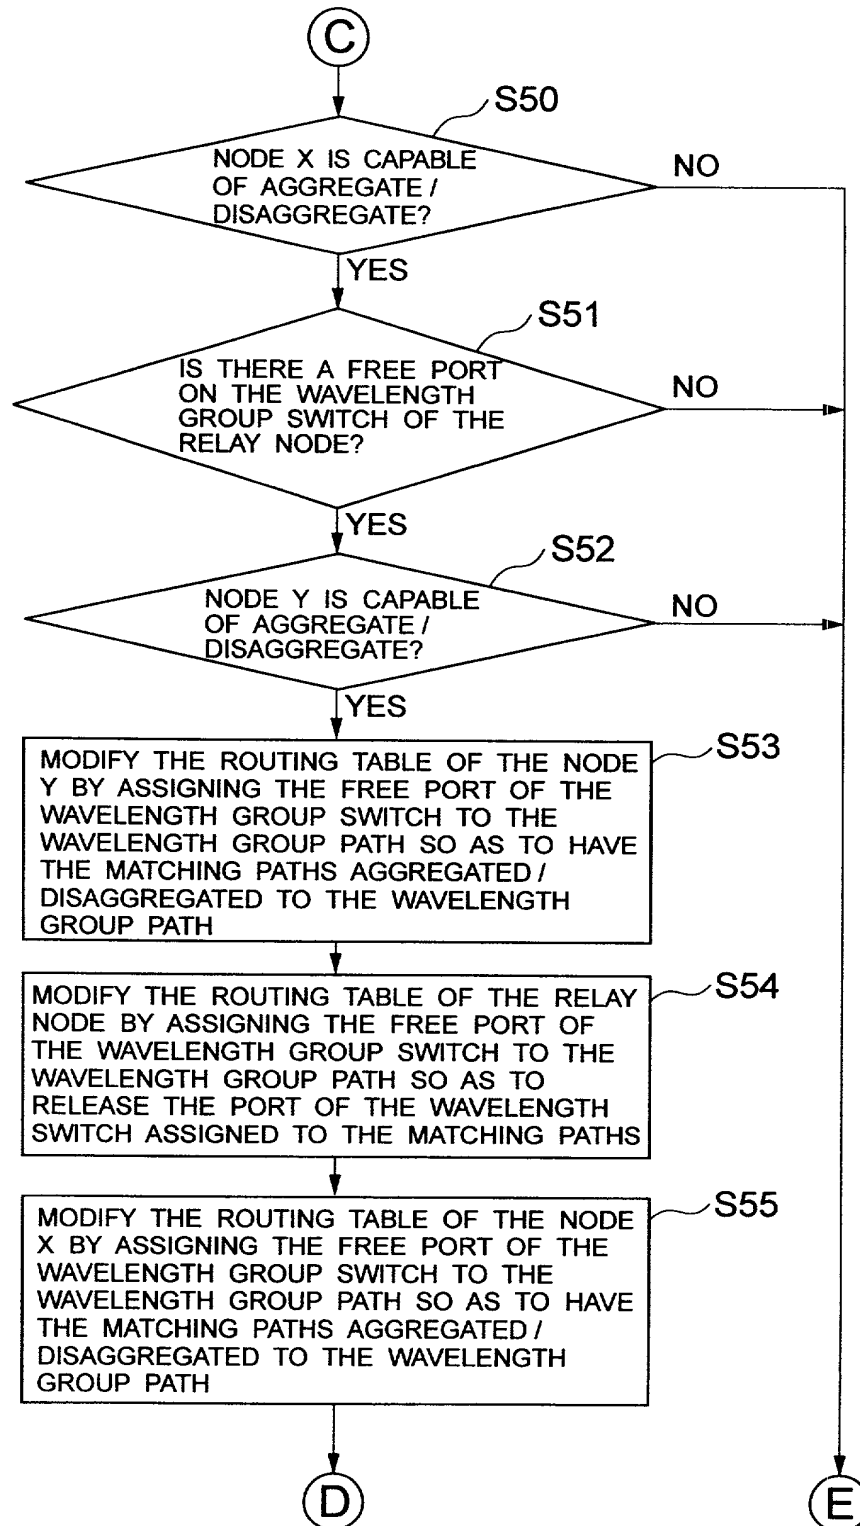 C
S50
NODE X IS CAPABLE
OF AGGREGATE /
DISAGGREGATE?
NO
YES
S51
IS THERE A FREE PORT
ON THE WAVELENGTH
GROUP SWITCH OF THE
RELAY NODE?
NO
YES
S52
NODE Y IS CAPABLE
OF AGGREGATE /
DISAGGREGATE?
NO
YES
S53
MODIFY THE ROUTING TABLE OF THE NODE
Y BY ASSIGNING THE FREE PORT OF THE
WAVELENGTH GROUP SWITCH TO THE
WAVELENGTH GROUP PATH SO AS TO HAVE
THE MATCHING PATHS AGGREGATED /
DISAGGREGATED TO THE WAVELENGTH
GROUP PATH
S54
MODIFY THE ROUTING TABLE OF THE RELAY
NODE BY ASSIGNING THE FREE PORT OF
THE WAVELENGTH GROUP SWITCH TO THE
WAVELENGTH GROUP PATH SO AS TO
RELEASE THE PORT OF THE WAVELENGTH
SWITCH ASSIGNED TO THE MATCHING PATHS
S55
MODIFY THE ROUTING TABLE OF THE NODE
X BY ASSIGNING THE FREE PORT OF THE
WAVELENGTH GROUP SWITCH TO THE
WAVELENGTH GROUP PATH SO AS TO HAVE
THE MATCHING PATHS AGGREGATED /
DISAGGREGATED TO THE WAVELENGTH
GROUP PATH
D
E